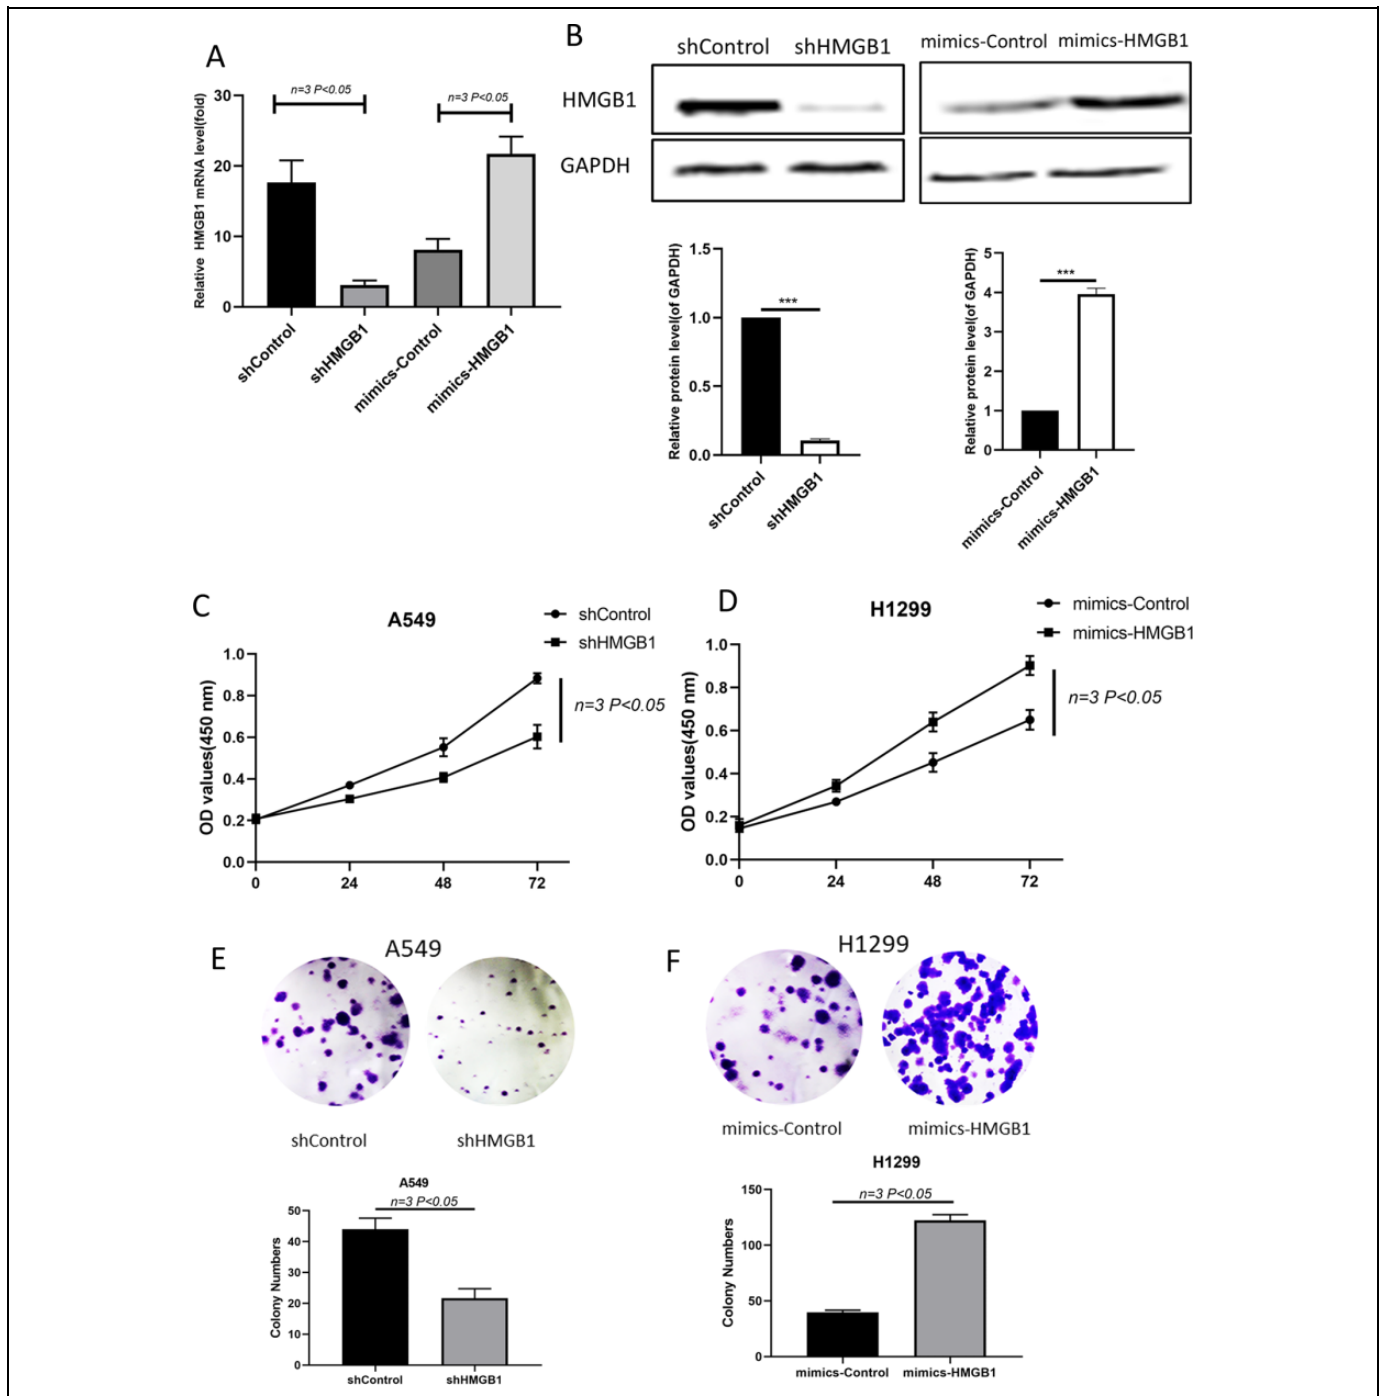 A
n=3 P<0.05
n=3 P<0.05
Relative HMGB1 mRNA level(fold)
30
20
10
0
shControl
shHMGB1
mimics-Control
mimics-HMGB1
B
shControl shHMGB1
mimics-Control mimics-HMGB1
HMGB1
GAPDH
Relative protein level(of GAPDH)
1.5
1.0
0.5
0.0
***
shControl
shHMGB1
Relative protein level(of GAPDH)
5
4
3
2
1
0
***
mimics-Control
mimics-HMGB1
C
A549
shControl
shHMGB1
OD values(450 nm)
1.0
0.8
0.6
0.4
0.2
0.0
0 24 48 72
n=3 P<0.05
D
H1299
mimics-Control
mimics-HMGB1
OD values(450 nm)
1.0
0.8
0.6
0.4
0.2
0.0
0 24 48 72
n=3 P<0.05
E
A549
shControl shHMGB1
A549
n=3 P<0.05
Colony Numbers
50
40
30
20
10
0
shControl shHMGB1
F
H1299
mimics-Control mimics-HMGB1
H1299
n=3 P<0.05
Colony Numbers
150
100
50
0
mimics-Control mimics-HMGB1